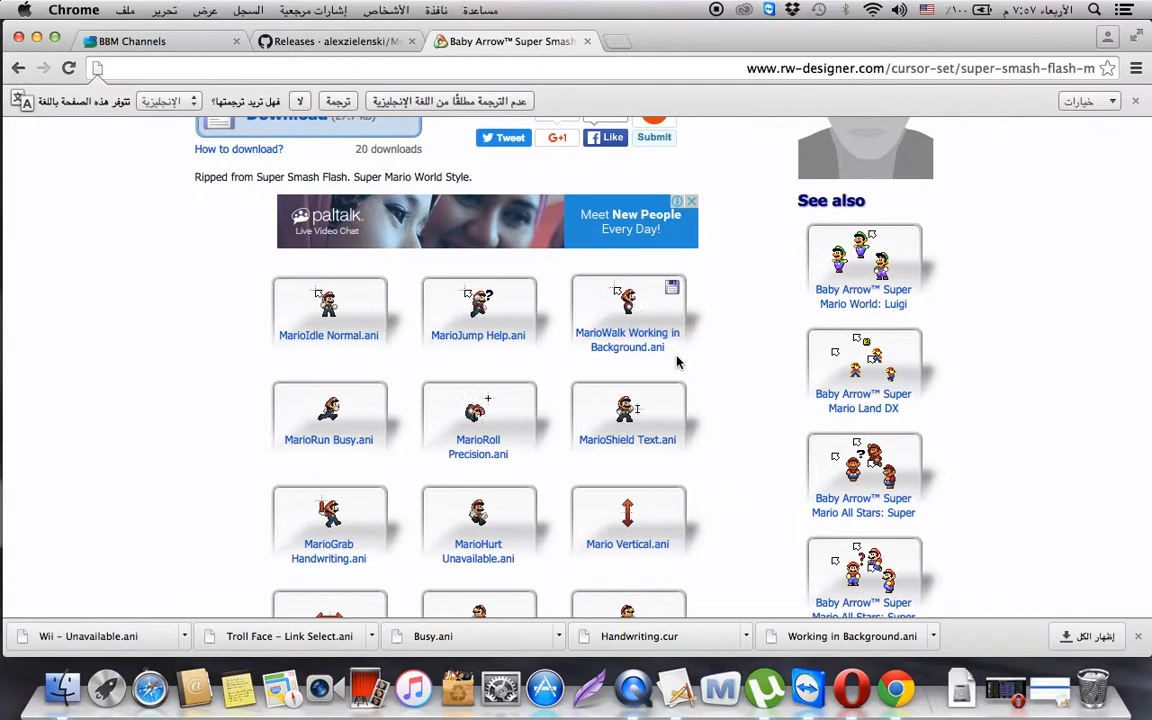 Chrome ملف تحرير عرض السجل إشارات مرجعية الأشخاص نافذة مساعدة
١٠٠٪ الأربعاء ٧:٥٧ م
BBM Channels
Releases · alexzielenski/M
Baby Arrow™ Super Smash
www.rw-designer.com/cursor-set/super-smash-flash-m
تتوفر هذه الصفحة باللغة الإنجليزية فهل تريد ترجمتها؟ لا ترجمة عدم الترجمة مطلقًا من اللغة الإنجليزية خيارات
Download (27.7 kB)
How to download?
20 downloads
Tweet
G+1
Like
Submit
Ripped from Super Smash Flash. Super Mario World Style.
paltalk
Live Video Chat
Meet New People
Every Day!
MarioIdle Normal.ani
MarioJump Help.ani
MarioWalk Working in
Background.ani
MarioRun Busy.ani
MarioRoll
Precision.ani
MarioShield Text.ani
MarioGrab
Handwriting.ani
MarioHurt
Unavailable.ani
Mario Vertical.ani
See also
Baby Arrow™ Super
Mario World: Luigi
Baby Arrow™ Super
Mario Land DX
Baby Arrow™ Super
Mario All Stars: Super
Baby Arrow™ Super
Wii - Unavailable.ani
Troll Face - Link Select.ani
Busy.ani
Handwriting.cur
Working in Background.ani
إظهار الكل